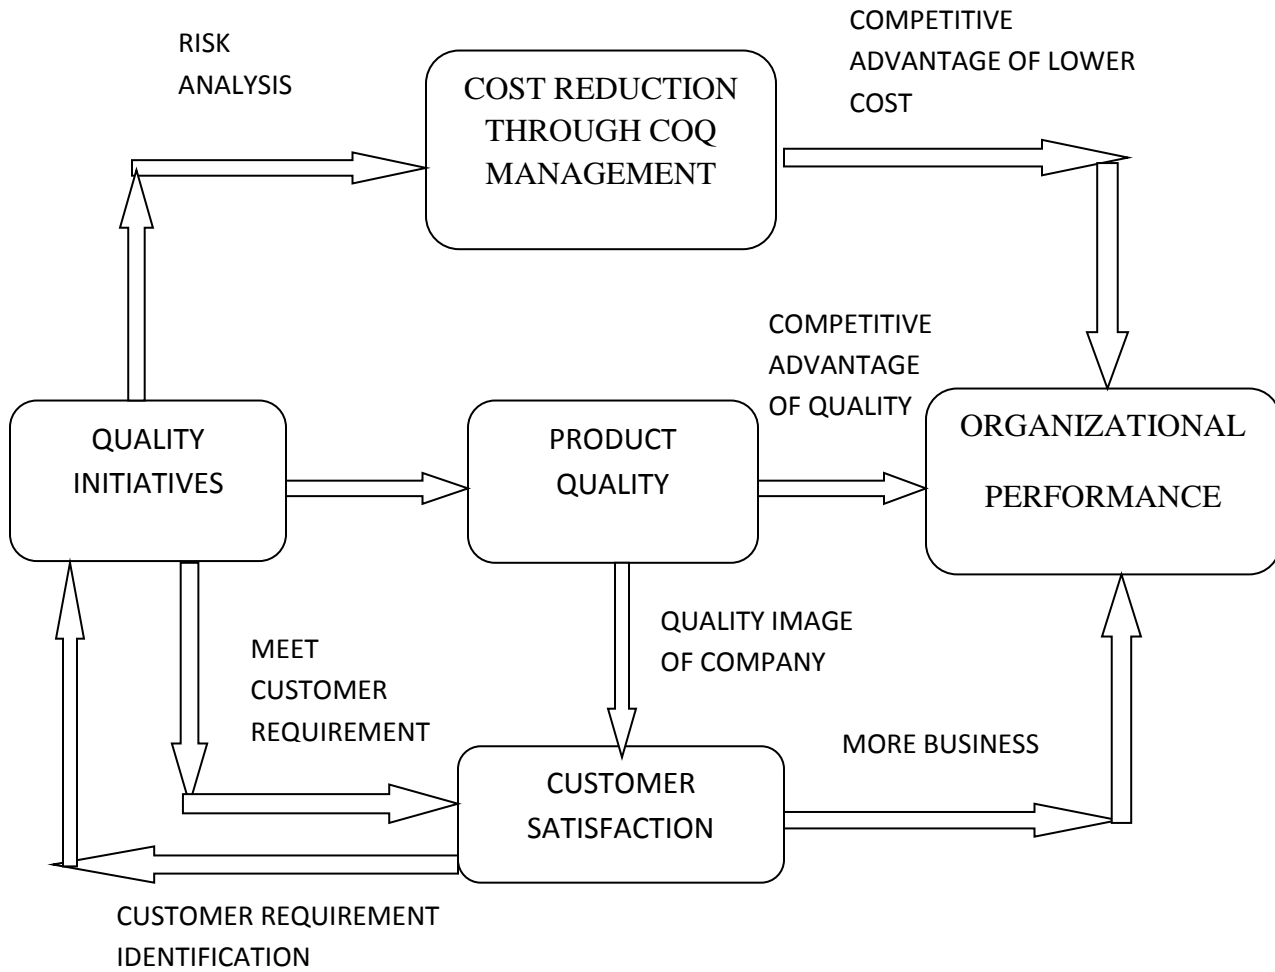 RISK
ANALYSIS
COST REDUCTION
THROUGH COQ
MANAGEMENT
COMPETITIVE
ADVANTAGE OF LOWER
COST
QUALITY
INITIATIVES
PRODUCT
QUALITY
COMPETITIVE
ADVANTAGE
OF QUALITY
ORGANIZATIONAL
PERFORMANCE
MEET
CUSTOMER
REQUIREMENT
QUALITY IMAGE
OF COMPANY
CUSTOMER
SATISFACTION
MORE BUSINESS
CUSTOMER REQUIREMENT
IDENTIFICATION